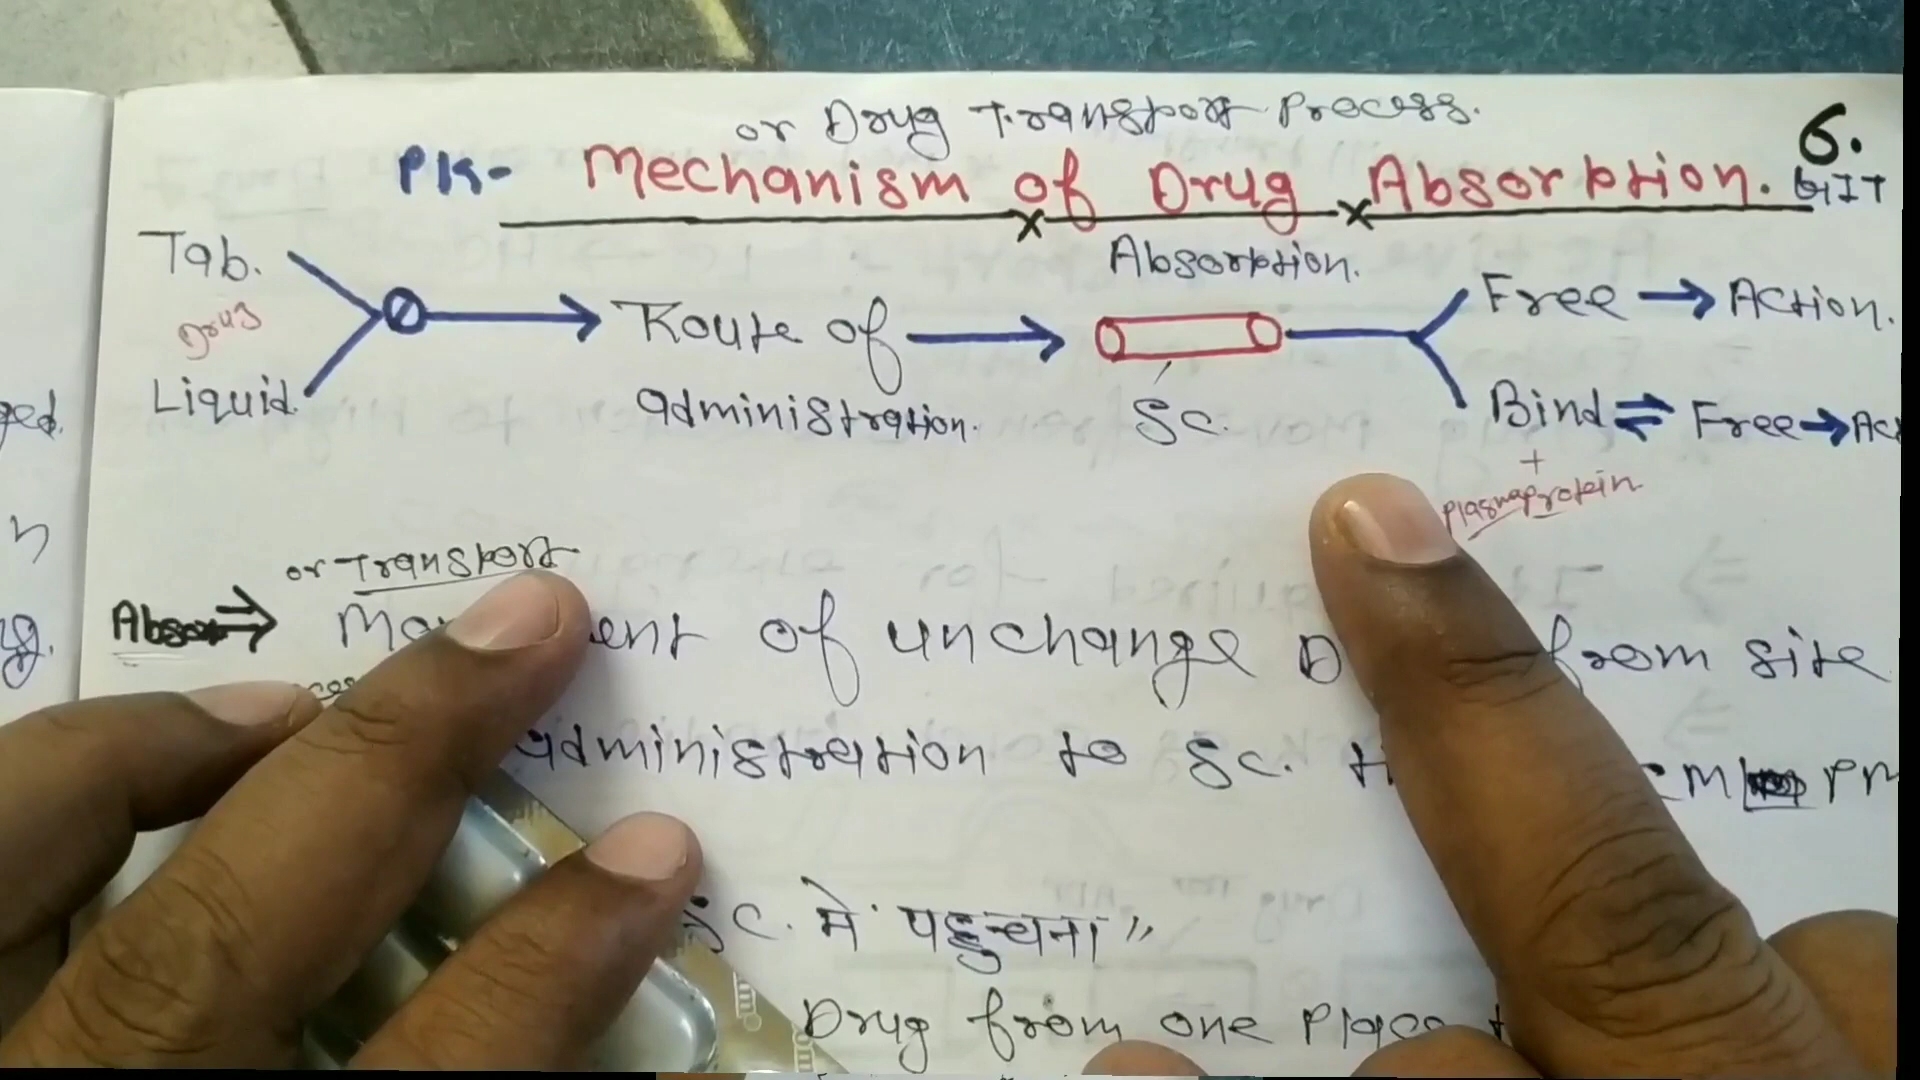 or Drug Transport Process.
PK- Mechanism of Drug Absorption. 6.
GIT
Tab.
Drug
Liquid.
Route of
administration.
Absorption.
SC.
Free → Action.
Bind ⇌ Free →
+
Plasmaprotein
or Transport
Absor ⇒ of unchange from site
administration to SC.
SC. मे पहुचना"
Drug from one Place